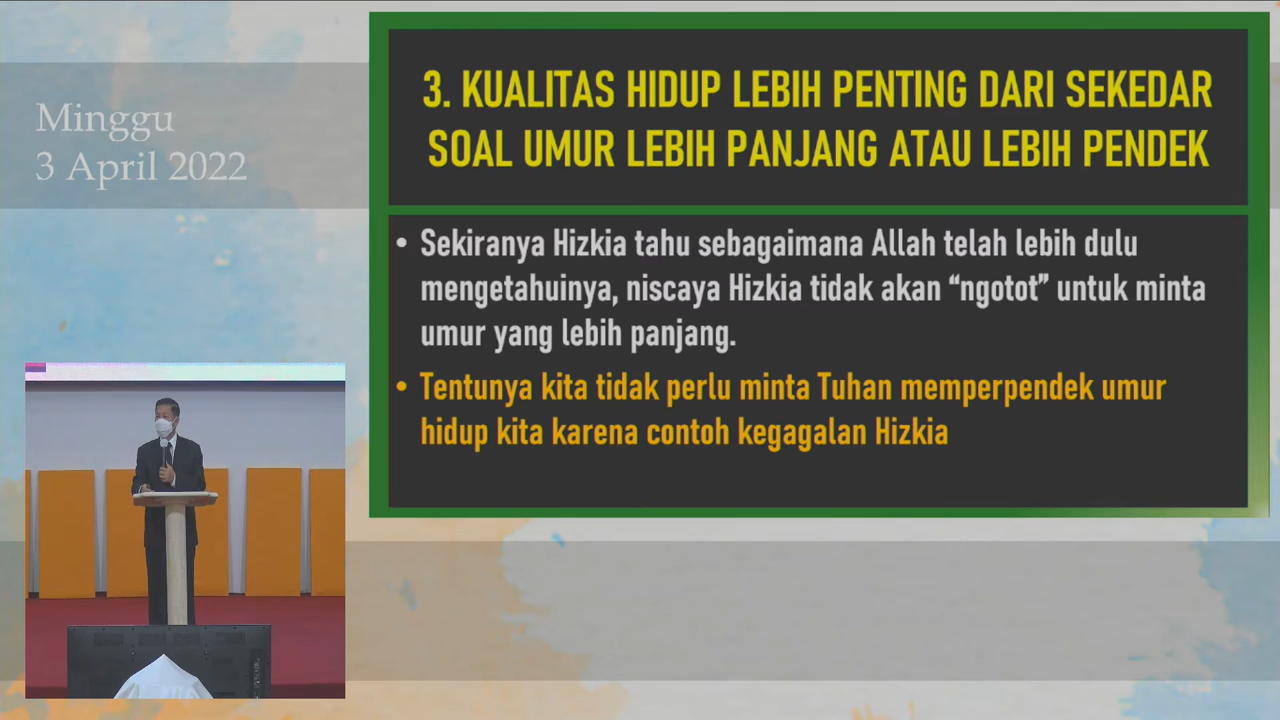 Minggu
3 April 2022
3. KUALITAS HIDUP LEBIH PENTING DARI SEKEDAR
SOAL UMUR LEBIH PANJANG ATAU LEBIH PENDEK
• Sekiranya Hizkia tahu sebagaimana Allah telah lebih dulu
mengetahuinya, niscaya Hizkia tidak akan “ngotot” untuk minta
umur yang lebih panjang.
• Tentunya kita tidak perlu minta Tuhan memperpendek umur
hidup kita karena contoh kegagalan Hizkia